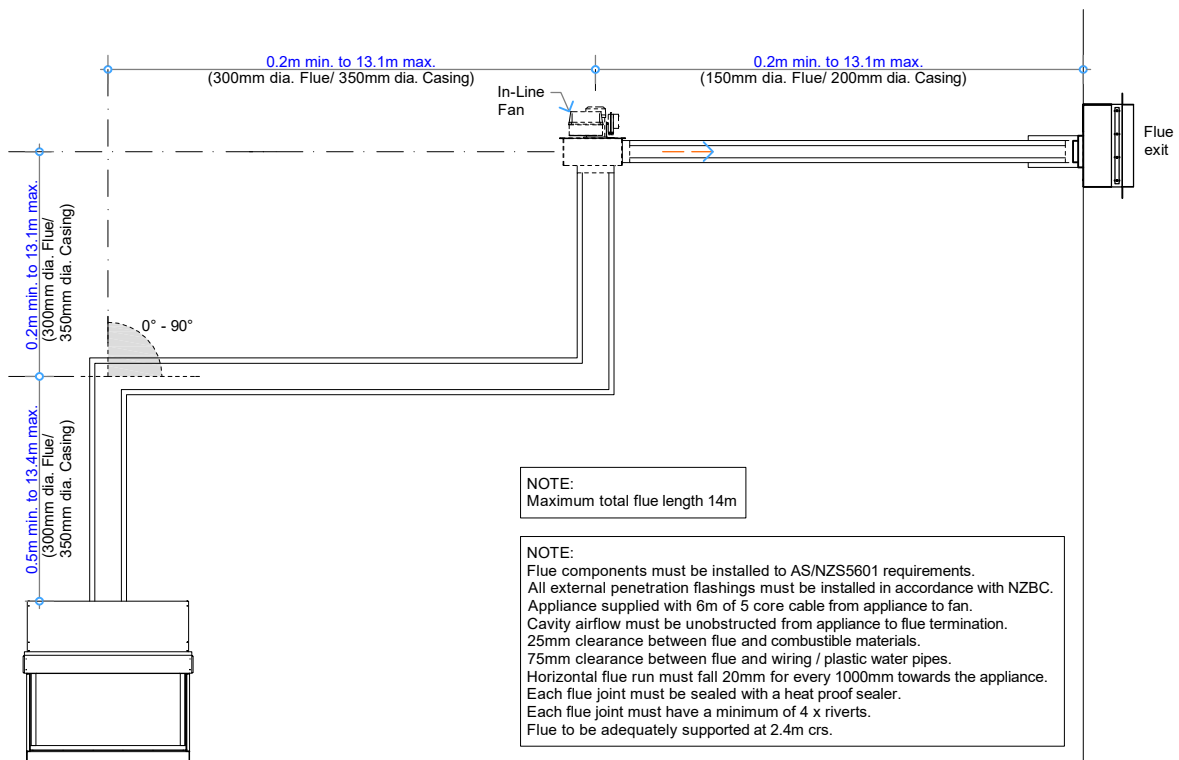 0.2m min. to 13.1m max.
(300mm dia. Flue/ 350mm dia. Casing)
0.2m min. to 13.1m max.
(150mm dia. Flue/ 200mm dia. Casing)
In-Line
Fan
Flue
exit
0.2m min. to 13.1m max.
(300mm dia. Flue/
350mm dia. Casing)
0° - 90°
0.5m min. to 13.4m max.
(300mm dia. Flue/
350mm dia. Casing)
NOTE:
Maximum total flue length 14m
NOTE:
Flue components must be installed to AS/NZS5601 requirements.
All external penetration flashings must be installed in accordance with NZBC.
Appliance supplied with 6m of 5 core cable from appliance to fan.
Cavity airflow must be unobstructed from appliance to flue termination.
25mm clearance between flue and combustible materials.
75mm clearance between flue and wiring / plastic water pipes.
Horizontal flue run must fall 20mm for every 1000mm towards the appliance.
Each flue joint must be sealed with a heat proof sealer.
Each flue joint must have a minimum of 4 x riverts.
Flue to be adequately supported at 2.4m crs.